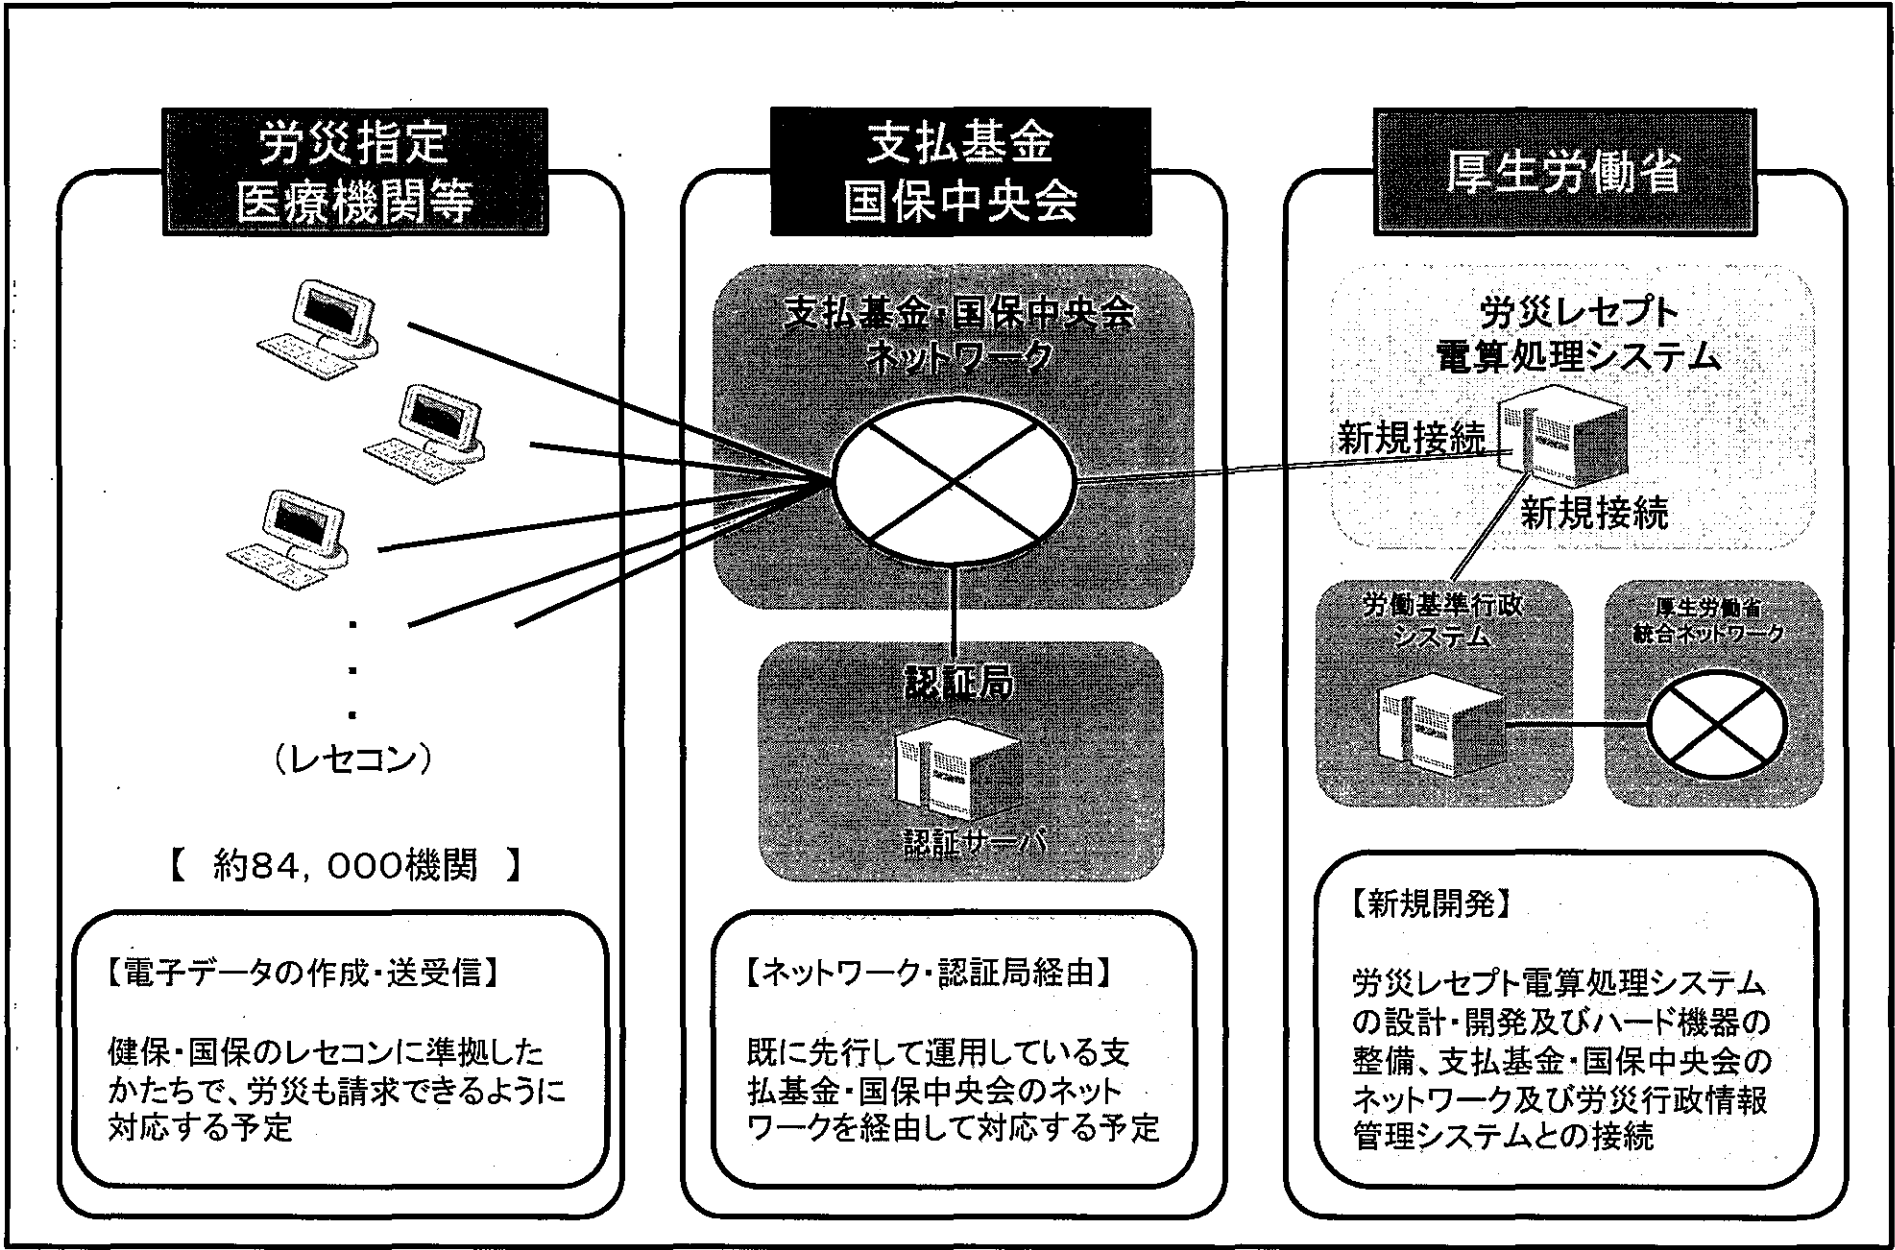 労災指定
医療機関等
（レセコン）
【　約84，000機関　】
【電子データの作成・送受信】
健保・国保のレセコンに準拠した
かたちで、労災も請求できるように
対応する予定
支払基金
国保中央会
支払基金・国保中央会
ネットワーク
認証局
認証サーバ
【ネットワーク・認証局経由】
既に先行して運用している支
払基金・国保中央会のネット
ワークを経由して対応する予定
厚生労働省
労災レセプト
電算処理システム
新規接続
新規接続
労働基準行政
システム
厚生労働省
統合ネットワーク
【新規開発】
労災レセプト電算処理システム
の設計・開発及びハード機器の
整備、支払基金・国保中央会の
ネットワーク及び労災行政情報
管理システムとの接続